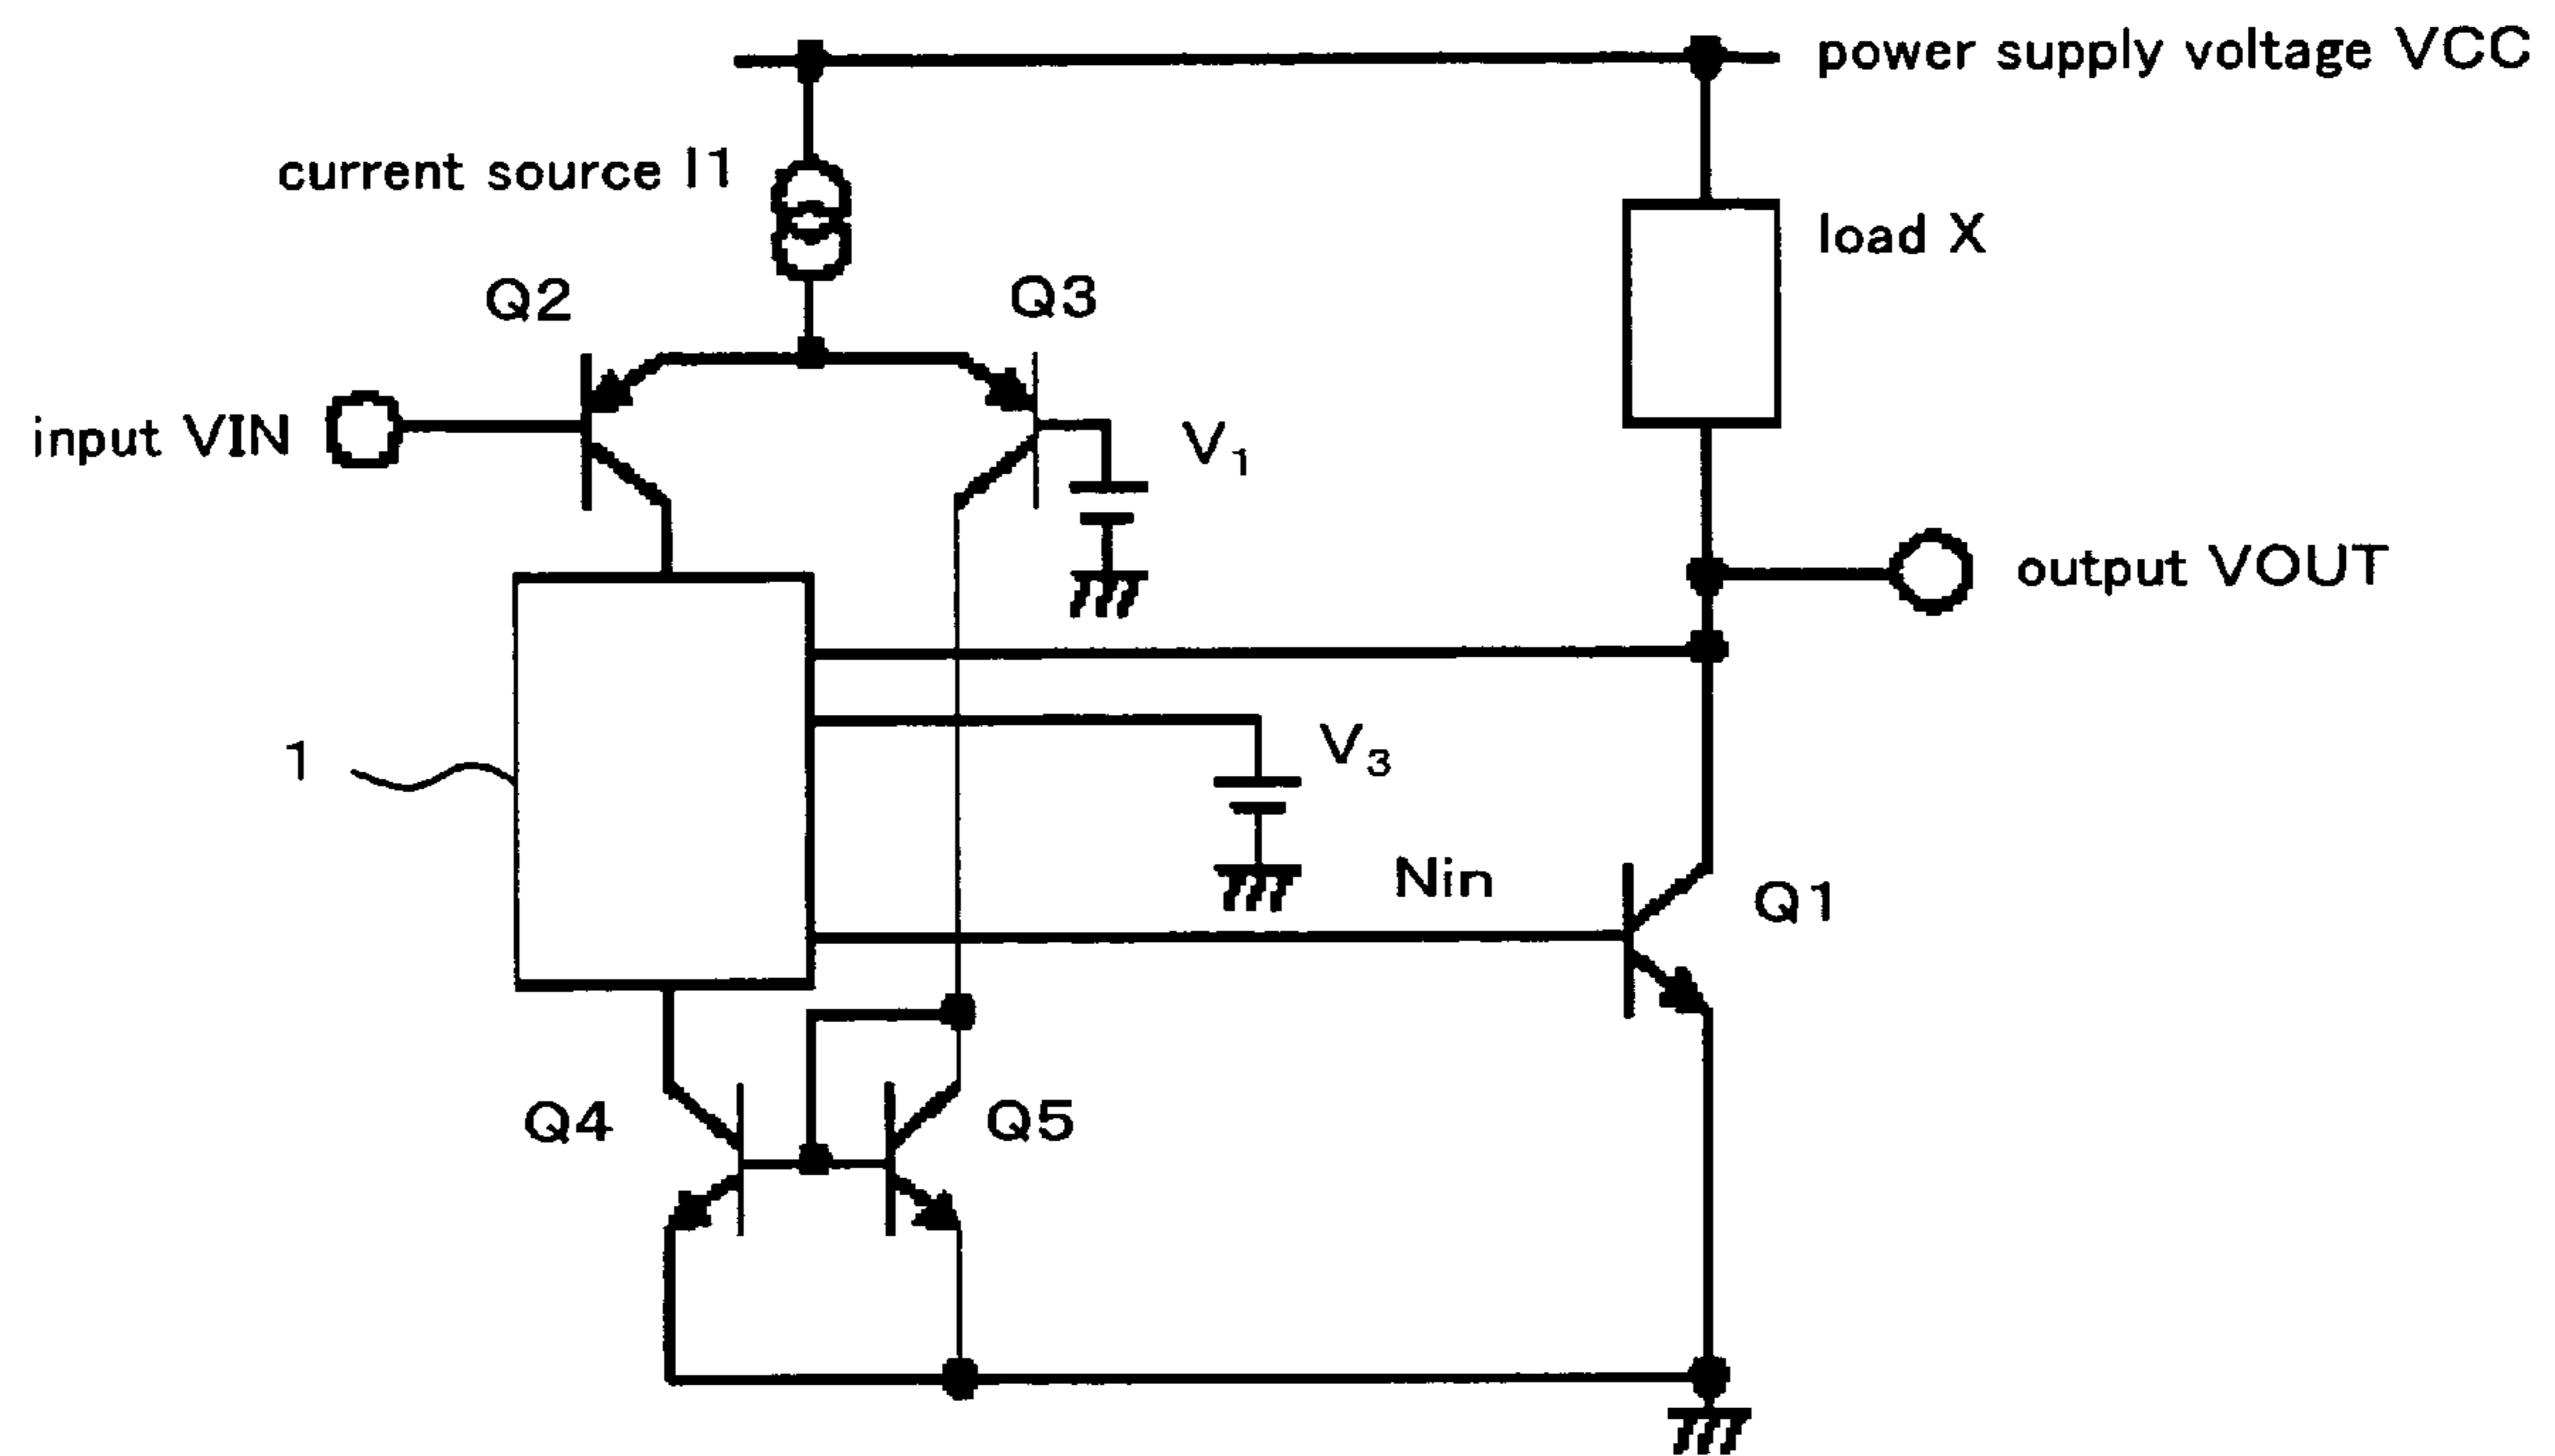 power supply voltage VCC
current source I1
load X
Q2
Q3
input VIN
V1
output VOUT
V3
1
Nin
Q1
Q4
Q5